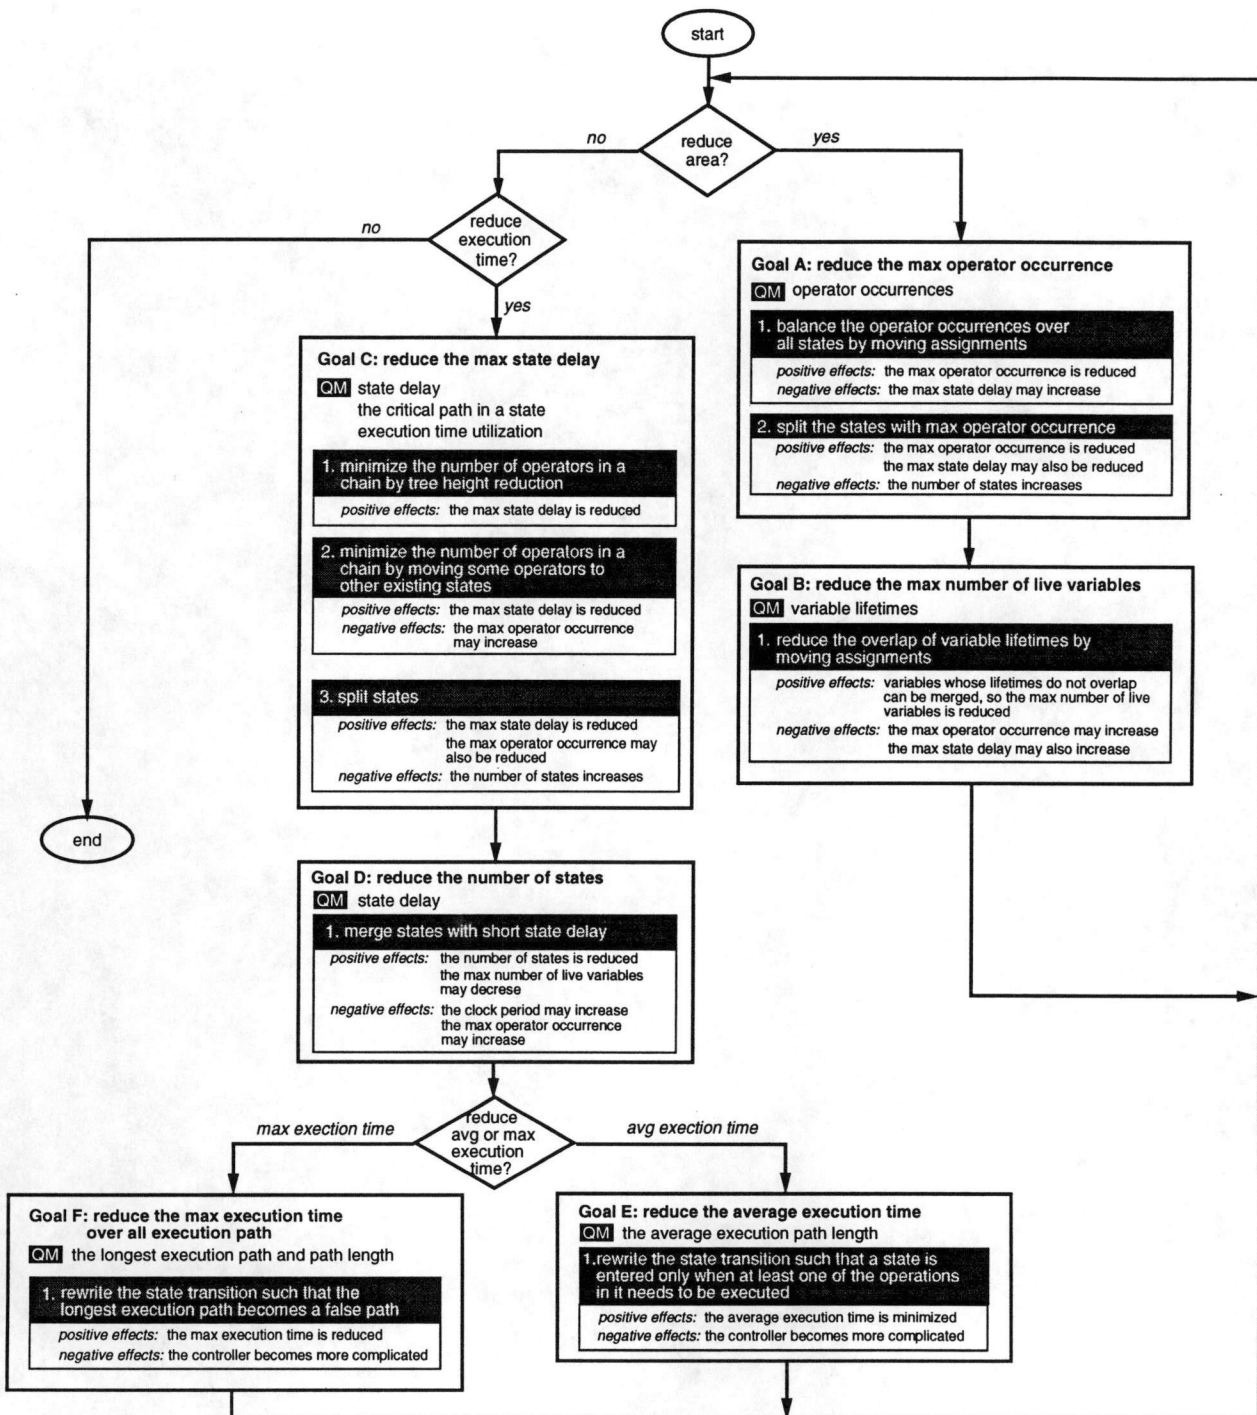 start
reduce
area?
no
yes
reduce
execution
time?
no
yes
Goal A: reduce the max operator occurrence
QM operator occurrences
1. balance the operator occurrences over
all states by moving assignments
positive effects: the max operator occurrence is reduced
negative effects: the max state delay may increase
2. split the states with max operator occurrence
positive effects: the max operator occurrence is reduced
the max state delay may also be reduced
negative effects: the number of states increases
Goal B: reduce the max number of live variables
QM variable lifetimes
1. reduce the overlap of variable lifetimes by
moving assignments
positive effects: variables whose lifetimes do not overlap
can be merged, so the max number of live
variables is reduced
negative effects: the max operator occurrence may increase
the max state delay may also increase
Goal C: reduce the max state delay
QM state delay
the critical path in a state
execution time utilization
1. minimize the number of operators in a
chain by tree height reduction
positive effects: the max state delay is reduced
2. minimize the number of operators in a
chain by moving some operators to
other existing states
positive effects: the max state delay is reduced
negative effects: the max operator occurrence
may increase
3. split states
positive effects: the max state delay is reduced
the max operator occurrence may
also be reduced
negative effects: the number of states increases
end
Goal D: reduce the number of states
QM state delay
1. merge states with short state delay
positive effects: the number of states is reduced
the max number of live variables
may decrese
negative effects: the clock period may increase
the max operator occurrence
may increase
reduce
avg or max
execution
time?
max exection time
avg exection time
Goal F: reduce the max execution time
over all execution path
QM the longest execution path and path length
1. rewrite the state transition such that the
longest execution path becomes a false path
positive effects: the max execution time is reduced
negative effects: the controller becomes more complicated
Goal E: reduce the average execution time
QM the average execution path length
1.rewrite the state transition such that a state is
entered only when at least one of the operations
in it needs to be executed
positive effects: the average execution time is minimized
negative effects: the controller becomes more complicated